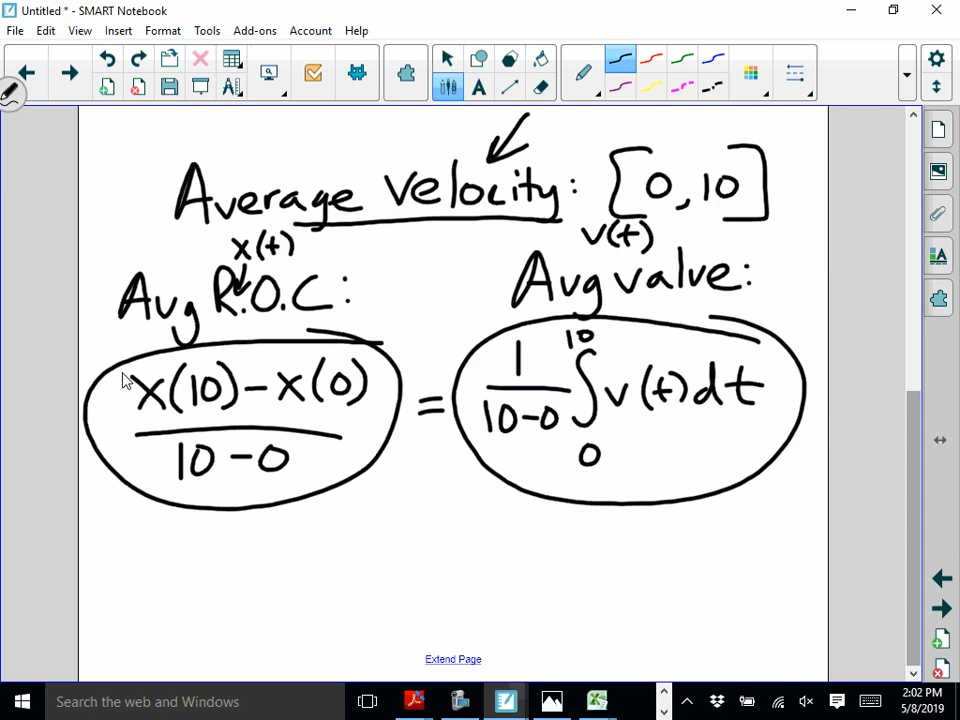 Untitled * - SMART Notebook
File Edit View Insert Format Tools Add-ons Account Help
Average velocity: [0,10]
x(t)
v(t)
Avg R.O.C:
Avg value:
x(10)-x(0)
10-0
=
1
10-0
10
∫
0
v(t)dt
Extend Page
Search the web and Windows
2:02 PM
5/8/2019